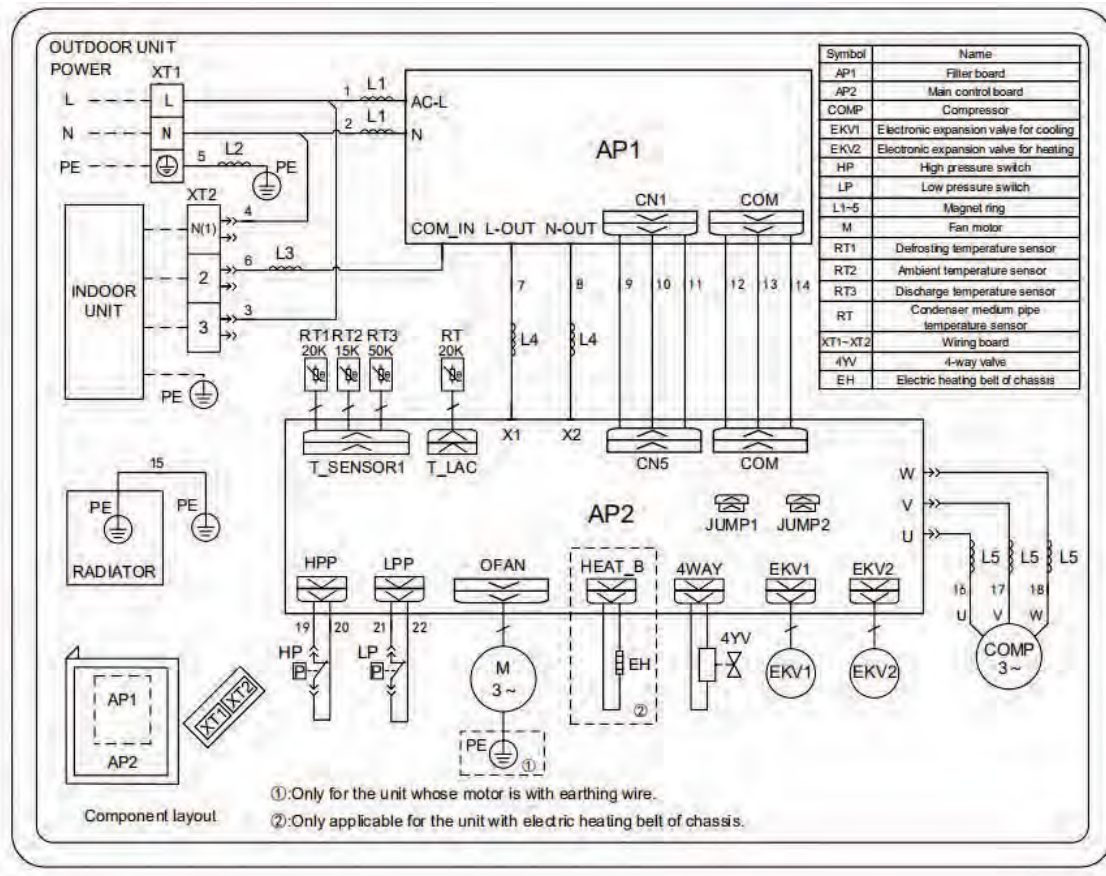 OUTDOOR UNIT
POWER
XT1
L
L
1
L1
AC-L
N
N
2
L1
N
PE
5
L2
PE
XT2
AP1
CN1
COM
N(1)
4
COM_IN
L-OUT
N-OUT
2
6
L3
INDOOR
UNIT
3
3
7
8
9
10
11
12
13
14
L4
L4
PE
RT1
20K
RT2
15K
RT3
50K
RT
20K
Symbol Name
AP1 Filter board
AP2 Main control board
COMP Compressor
EKV1 Electronic expansion valve for cooling
EKV2 Electronic expansion valve for heating
HP High pressure switch
LP Low pressure switch
L1~5 Magnet ring
M Fan motor
RT1 Defrosting temperature sensor
RT2 Ambient temperature sensor
RT3 Discharge temperature sensor
RT Condenser medium pipe
temperature sensor
XT1~XT2 Wiring board
4YV 4-way valve
EH Electric heating belt of chassis
T_SENSOR1
T_LAC
X1
X2
CN5
COM
AP2
JUMP1
JUMP2
W
V
U
15
PE
PE
RADIATOR
HPP
LPP
OFAN
HEAT_B
4WAY
EKV1
EKV2
L5
L5
L5
16
17
18
U
V
W
COMP
3~
19
20
21
22
HP
P
LP
P
M
3~
EH
②
4YV
EKV1
EKV2
PE
①
AP1
AP2
XT1
XT2
Component layout
①:Only for the unit whose motor is with earthing wire.
②:Only applicable for the unit with electric heating belt of chassis.